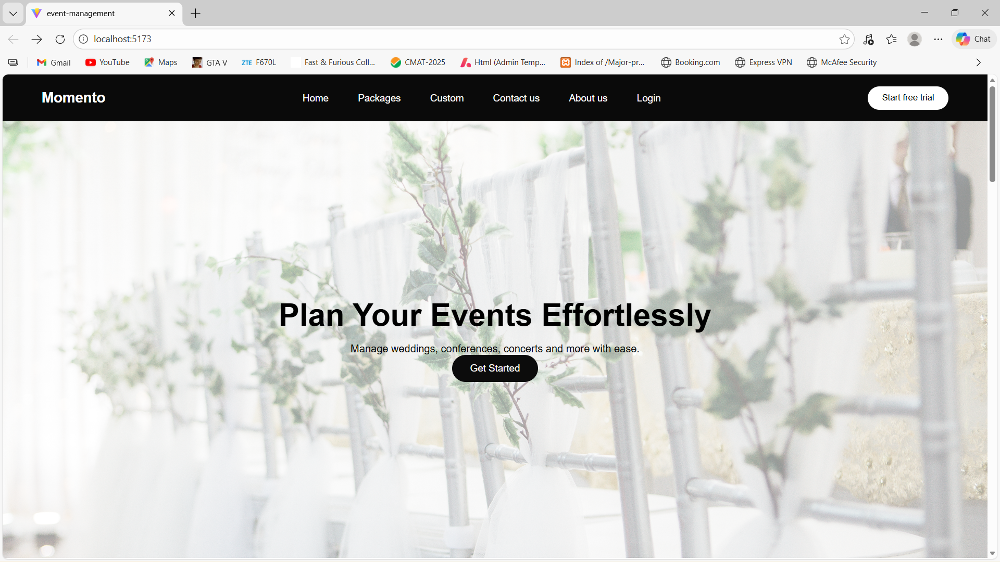 event-management
localhost:5173
Chat
Gmail
YouTube
Maps
GTA V
ZTE F670L
Fast & Furious Coll...
CMAT-2025
Html (Admin Temp...
Index of /Major-pr...
Booking.com
Express VPN
McAfee Security
Momento
Home
Packages
Custom
Contact us
About us
Login
Start free trial
Plan Your Events Effortlessly
Manage weddings, conferences, concerts and more with ease.
Get Started